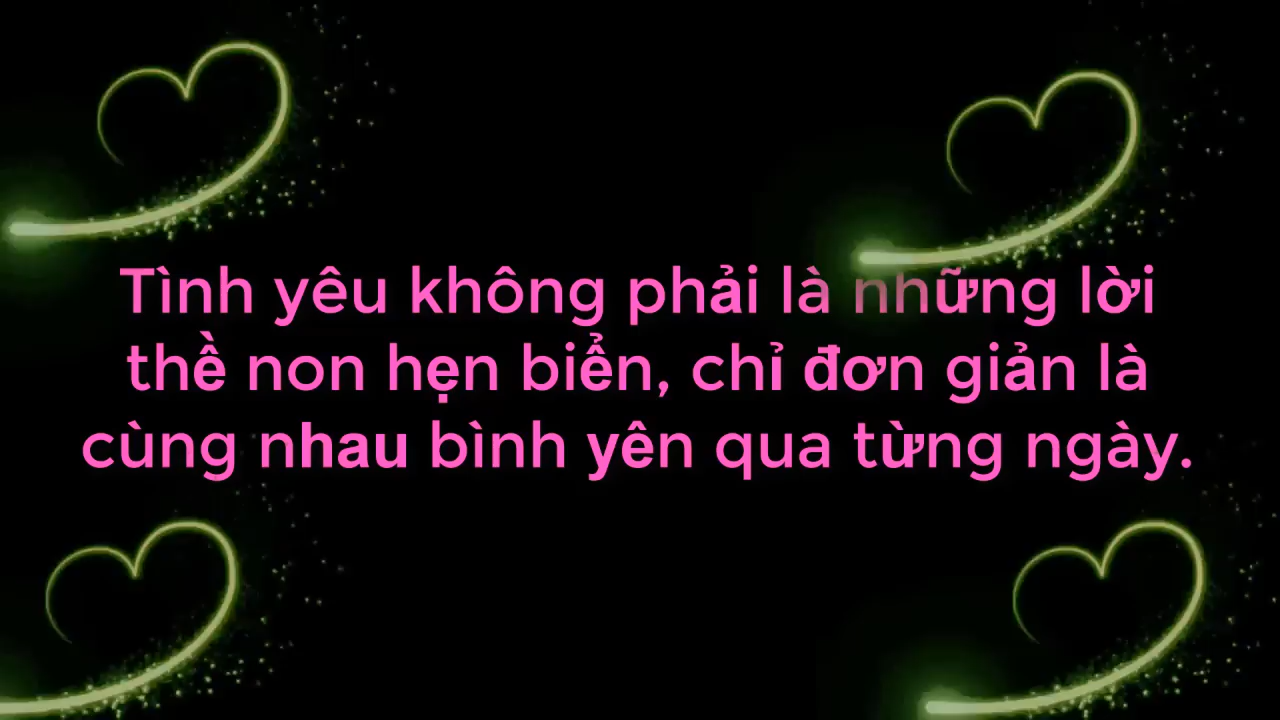 Tình yêu không phải là những lời
thề non hẹn biển, chỉ đơn giản là
cùng nhau bình yên qua từng ngày.